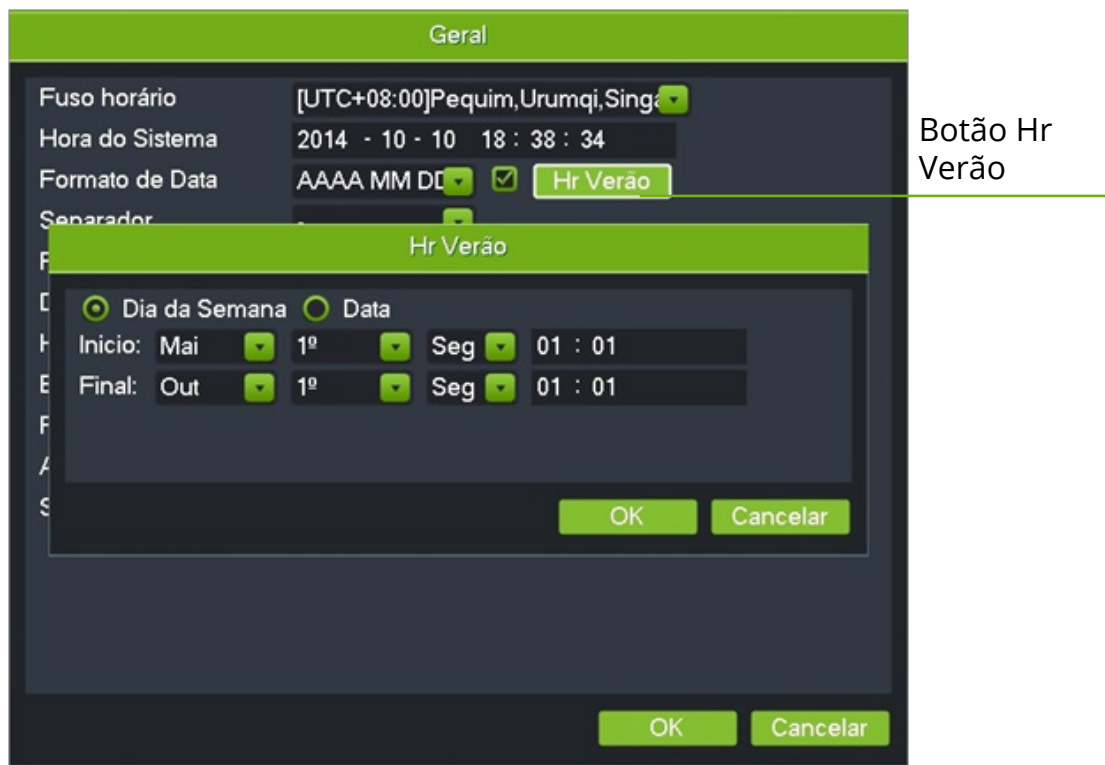 Geral
Fuso horário [UTC+08:00]Pequim,Urumqi,Singa
Hora do Sistema 2014 - 10 - 10 18 : 38 : 34
Formato de Data AAAA MM DD Hr Verão
Separador -
Botão Hr
Verão
Hr Verão
Dia da Semana Data
Inicio: Mai 1º Seg 01 : 01
Final: Out 1º Seg 01 : 01
OK Cancelar
OK Cancelar